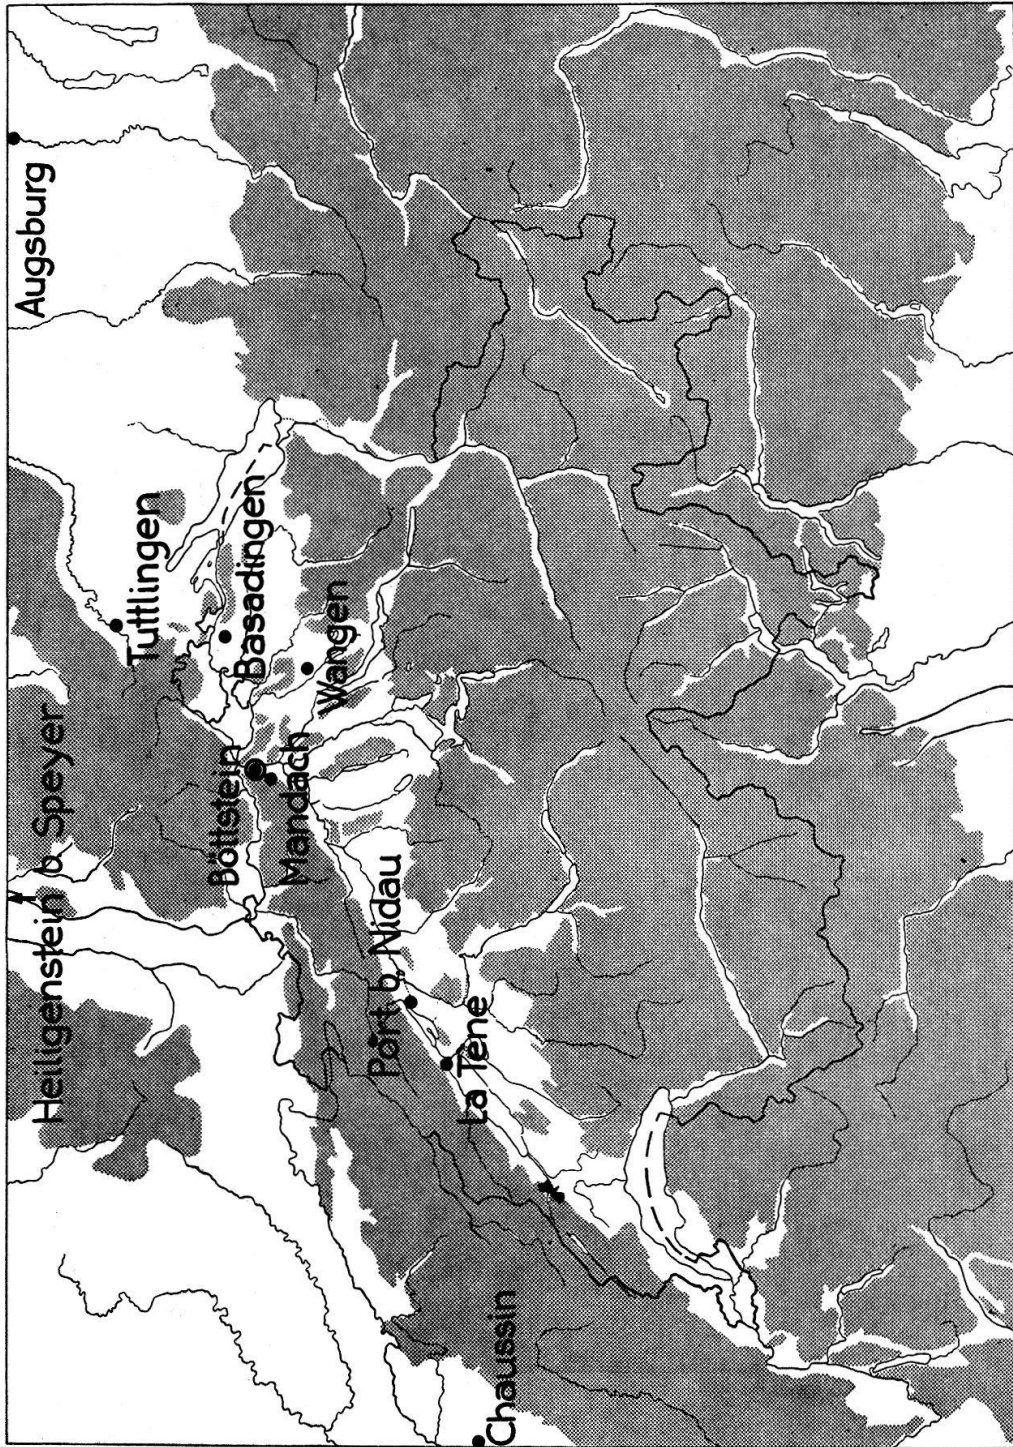 Heiligenstein b. Speyer
Augsburg
Tuttlingen
Böttstein
Basadingen
Mandach
Wangen
Port b. Nidau
La Tène
Chaussin